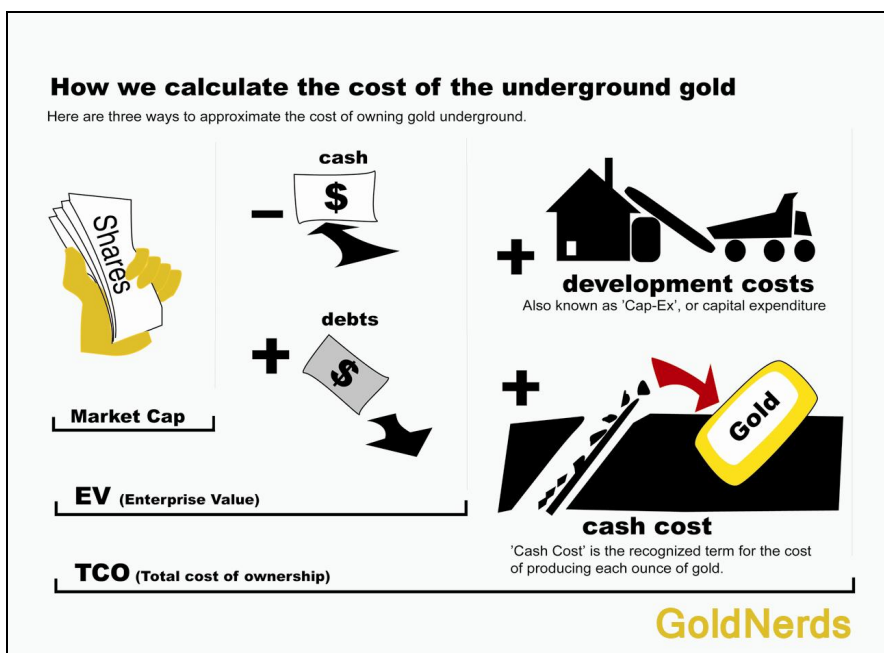 How we calculate the cost of the underground gold
Here are three ways to approximate the cost of owning gold underground.
Shares
Market Cap
cash
$
debts
$
EV (Enterprise Value)
development costs
Also known as 'Cap-Ex', or capital expenditure
Gold
cash cost
'Cash Cost' is the recognized term for the cost
of producing each ounce of gold.
TCO (Total cost of ownership)
GoldNerds